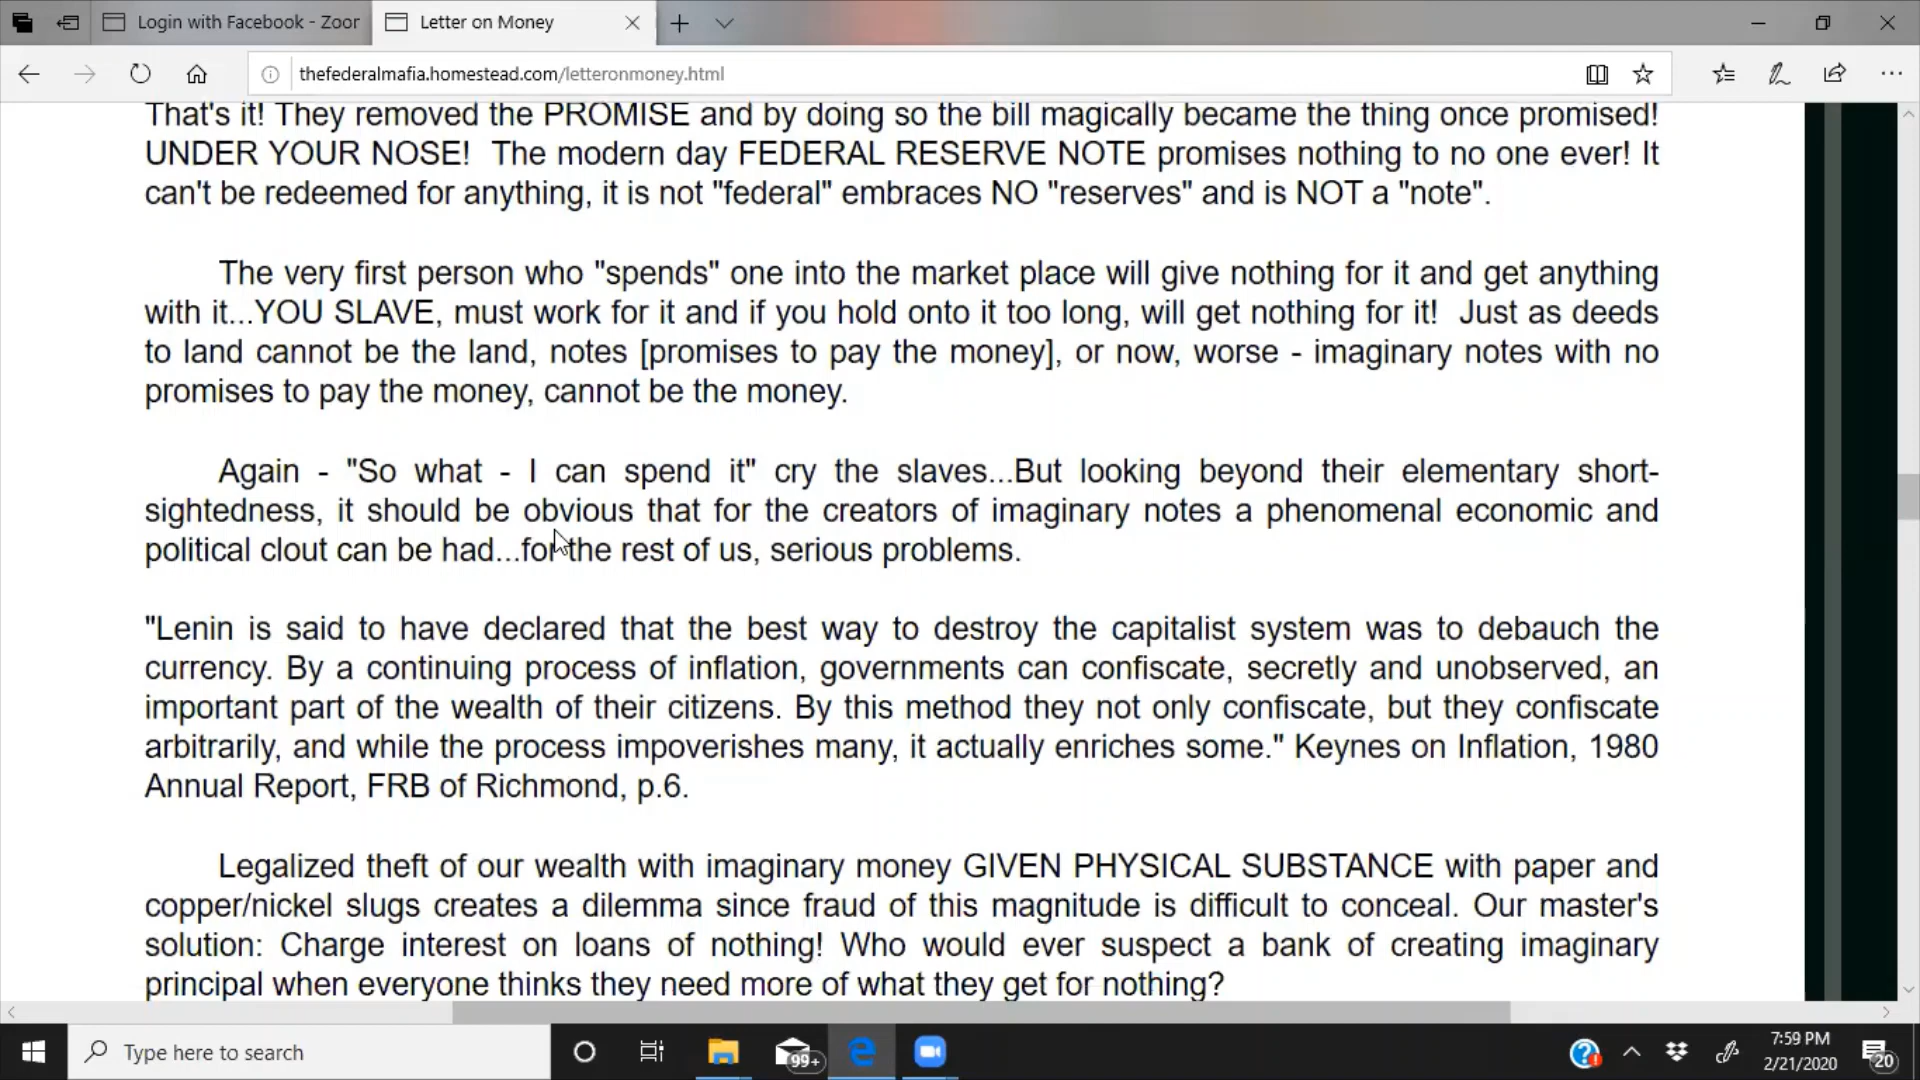 Login with Facebook - Zoor
Letter on Money
thefederalmafia.homestead.com/letteronmoney.html
That's it! They removed the PROMISE and by doing so the bill magically became the thing once promised!
UNDER YOUR NOSE! The modern day FEDERAL RESERVE NOTE promises nothing to no one ever! It
can't be redeemed for anything, it is not "federal" embraces NO "reserves" and is NOT a "note".
The very first person who "spends" one into the market place will give nothing for it and get anything
with it...YOU SLAVE, must work for it and if you hold onto it too long, will get nothing for it! Just as deeds
to land cannot be the land, notes [promises to pay the money], or now, worse - imaginary notes with no
promises to pay the money, cannot be the money.
Again - "So what - I can spend it" cry the slaves...But looking beyond their elementary short-
sightedness, it should be obvious that for the creators of imaginary notes a phenomenal economic and
political clout can be had...for the rest of us, serious problems.
"Lenin is said to have declared that the best way to destroy the capitalist system was to debauch the
currency. By a continuing process of inflation, governments can confiscate, secretly and unobserved, an
important part of the wealth of their citizens. By this method they not only confiscate, but they confiscate
arbitrarily, and while the process impoverishes many, it actually enriches some." Keynes on Inflation, 1980
Annual Report, FRB of Richmond, p.6.
Legalized theft of our wealth with imaginary money GIVEN PHYSICAL SUBSTANCE with paper and
copper/nickel slugs creates a dilemma since fraud of this magnitude is difficult to conceal. Our master's
solution: Charge interest on loans of nothing! Who would ever suspect a bank of creating imaginary
principal when everyone thinks they need more of what they get for nothing?
Type here to search
99+
7:59 PM
2/21/2020
20